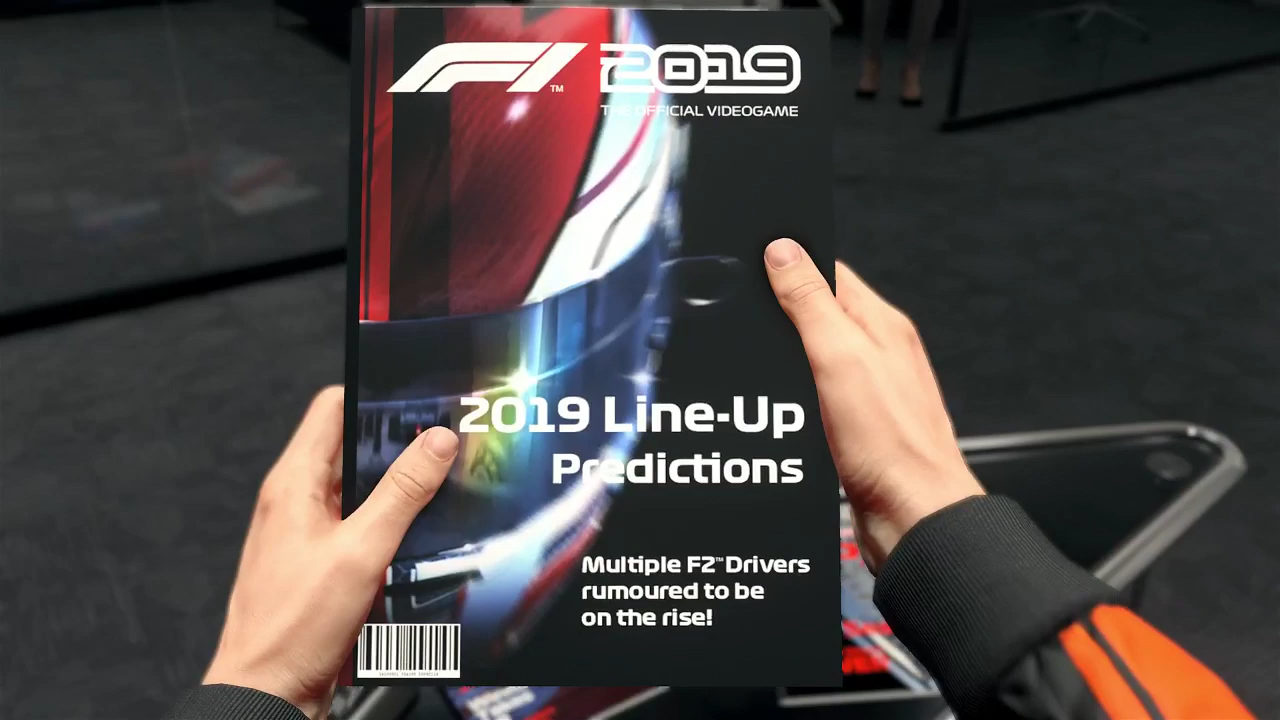 F1™ 2019
THE OFFICIAL VIDEOGAME
2019 Line-Up
Predictions
Multiple F2™ Drivers
rumoured to be
on the rise!